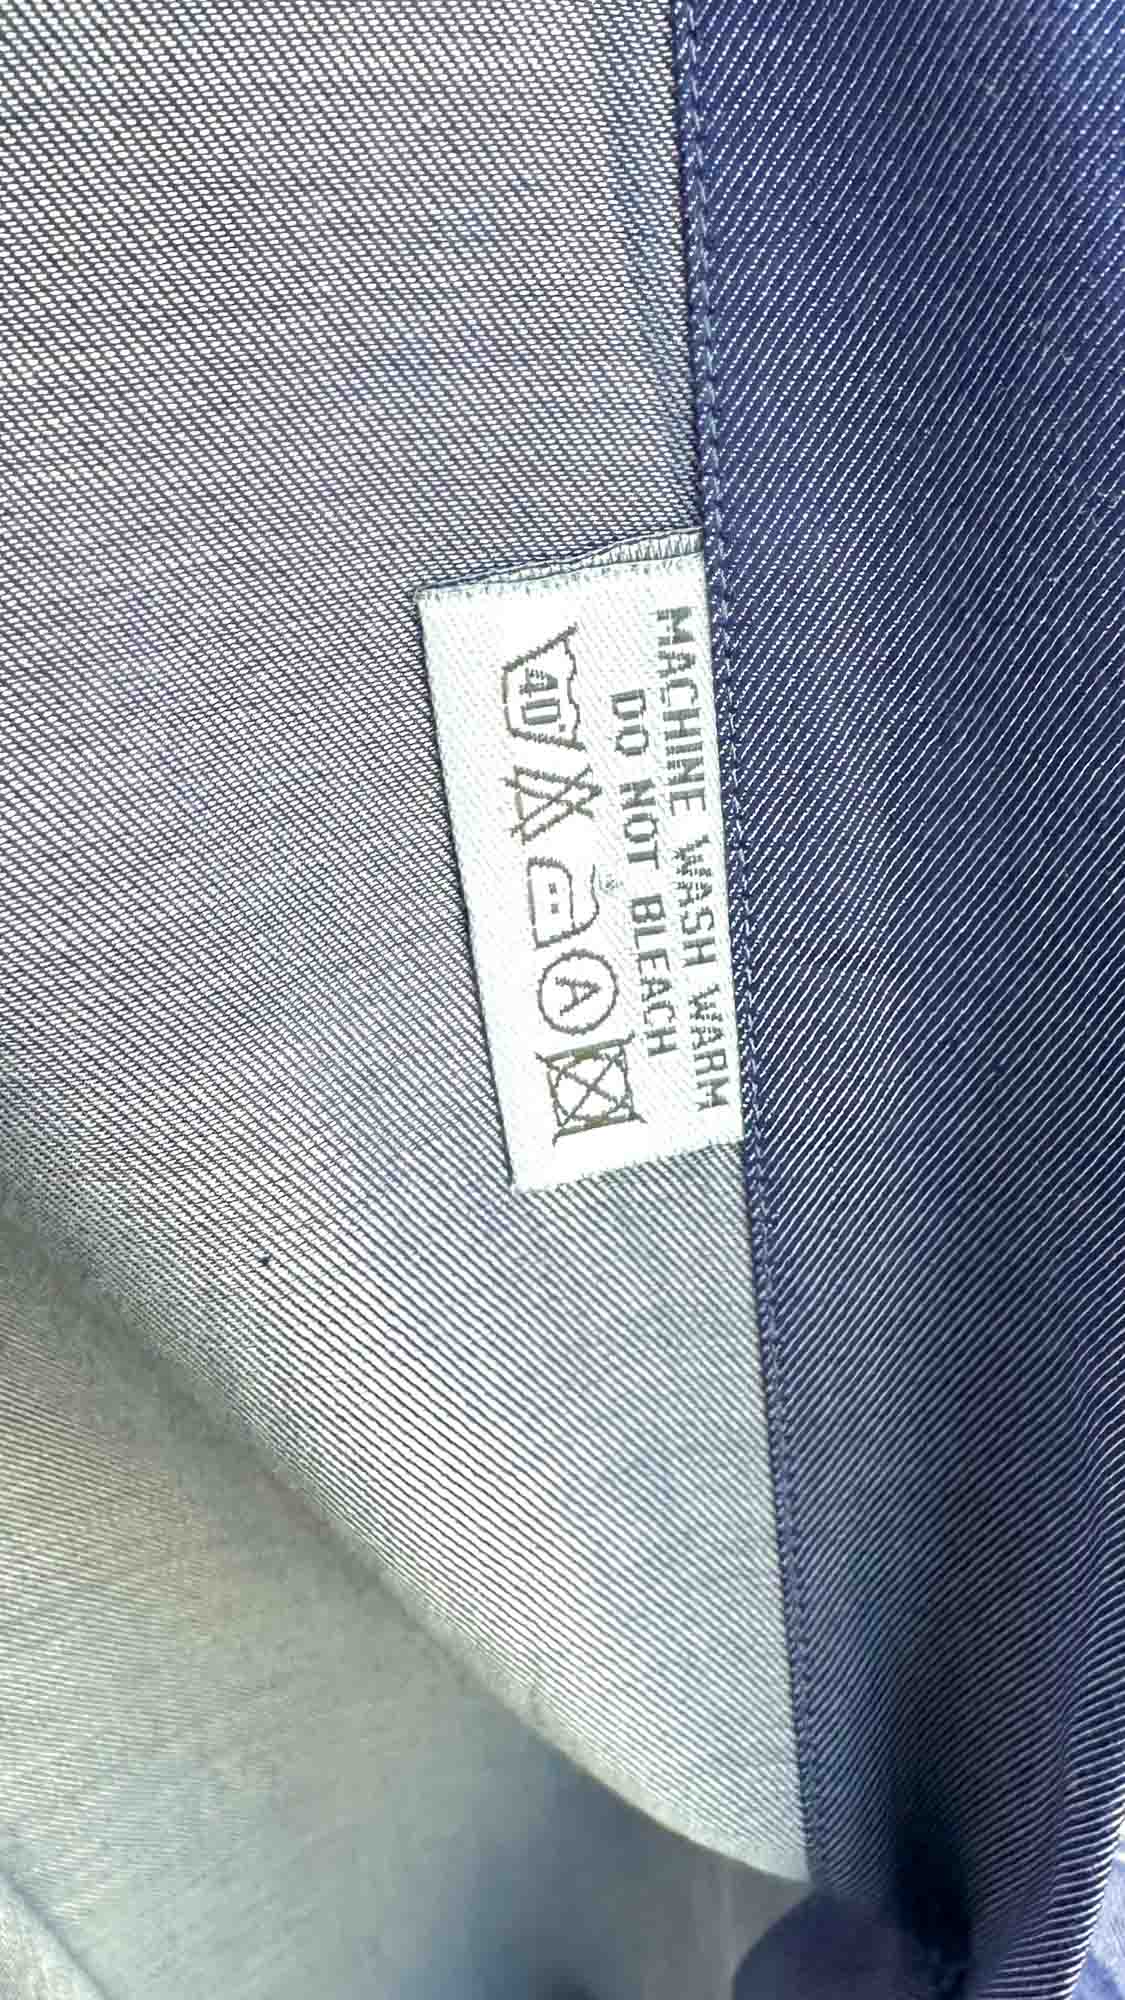 MACHINE WASH WARM
DO NOT BLEACH
40°
A